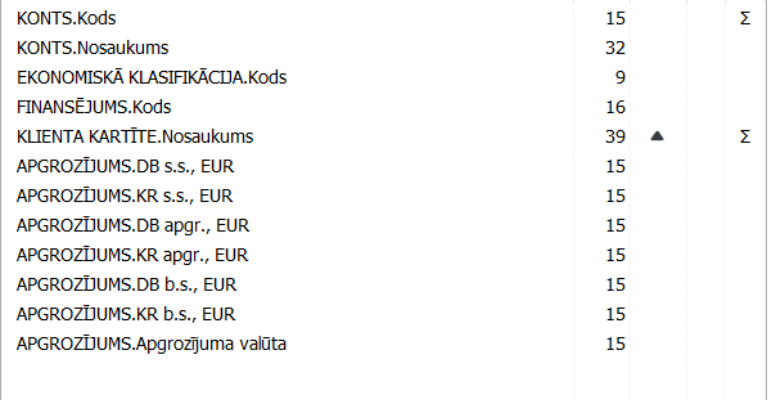 KONTS.Kods 15 Σ
KONTS.Nosaukums 32
EKONOMISKĀ KLASIFIKĀCIJA.Kods 9
FINANSĒJUMS.Kods 16
KLIENTA KARTĪTE.Nosaukums 39 ▲ Σ
APGROZĪJUMS.DB s.s., EUR 15
APGROZĪJUMS.KR s.s., EUR 15
APGROZĪJUMS.DB apgr., EUR 15
APGROZĪJUMS.KR apgr., EUR 15
APGROZĪJUMS.DB b.s., EUR 15
APGROZĪJUMS.KR b.s., EUR 15
APGROZĪJUMS.Apgrozījuma valūta 15